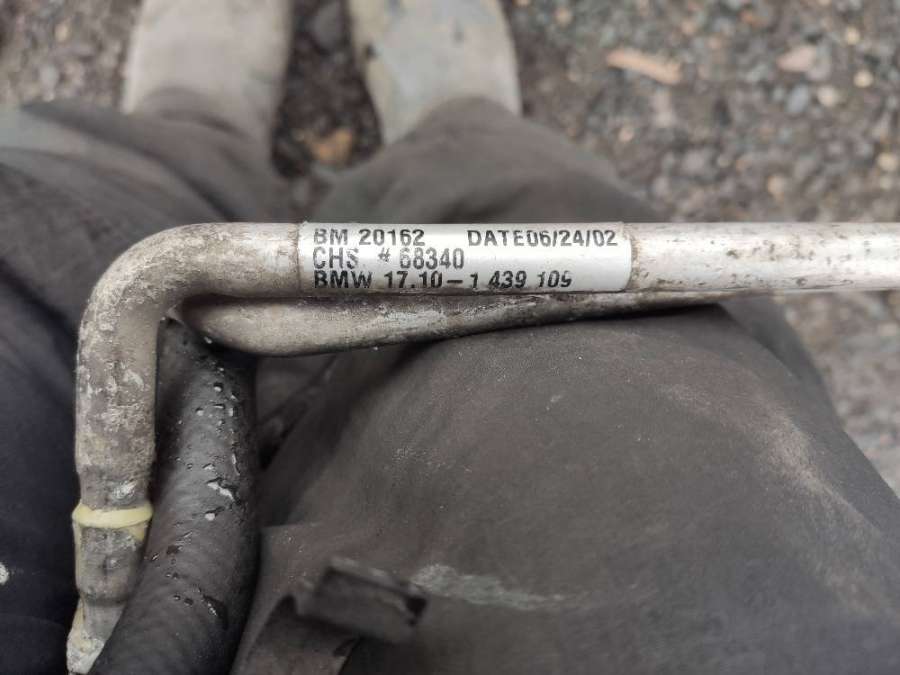 BM 20162 DATE06/24/02
CHS # 68340
BMW 17.10-1 439 109